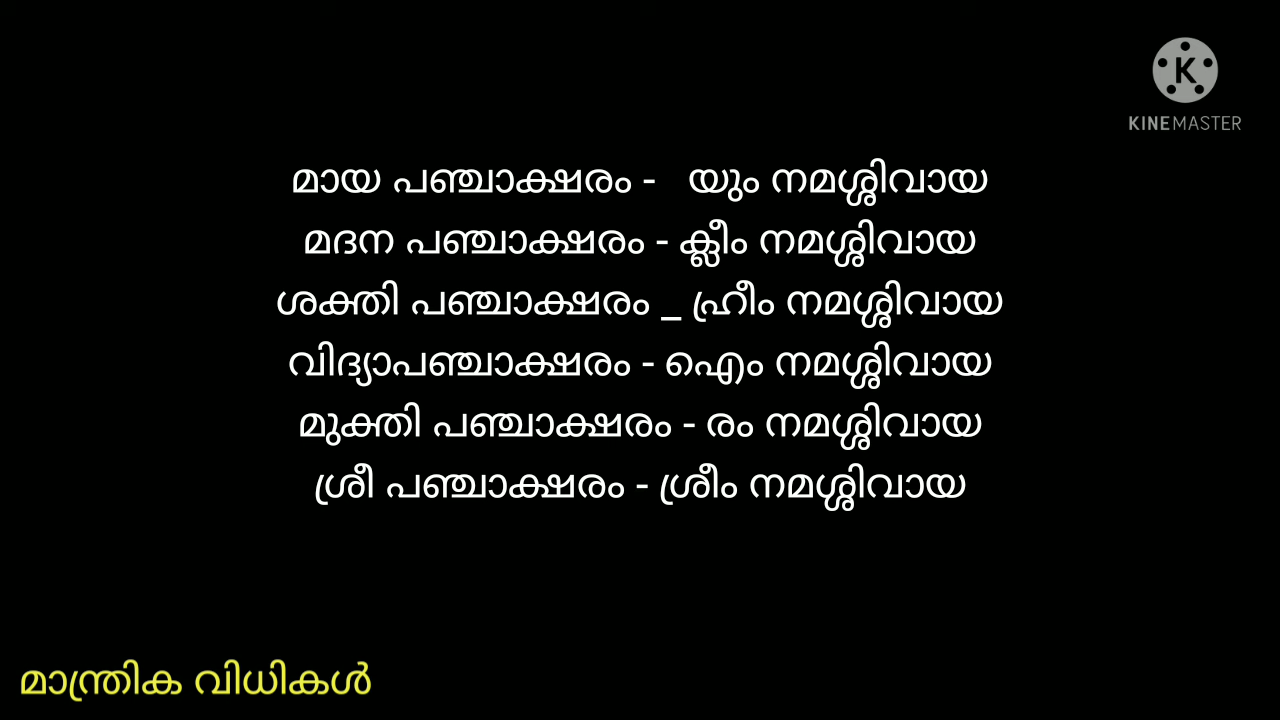 KINEMASTER
മായ പഞ്ചാക്ഷരം - യും നമശ്ശിവായ
മദന പഞ്ചാക്ഷരം - ക്ലീം നമശ്ശിവായ
ശക്തി പഞ്ചാക്ഷരം _ ഹ്രീം നമശ്ശിവായ
വിദ്യാപഞ്ചാക്ഷരം - ഐം നമശ്ശിവായ
മുക്തി പഞ്ചാക്ഷരം - രം നമശ്ശിവായ
ശ്രീ പഞ്ചാക്ഷരം - ശ്രീം നമശ്ശിവായ
മാന്ത്രിക വിധികൾ